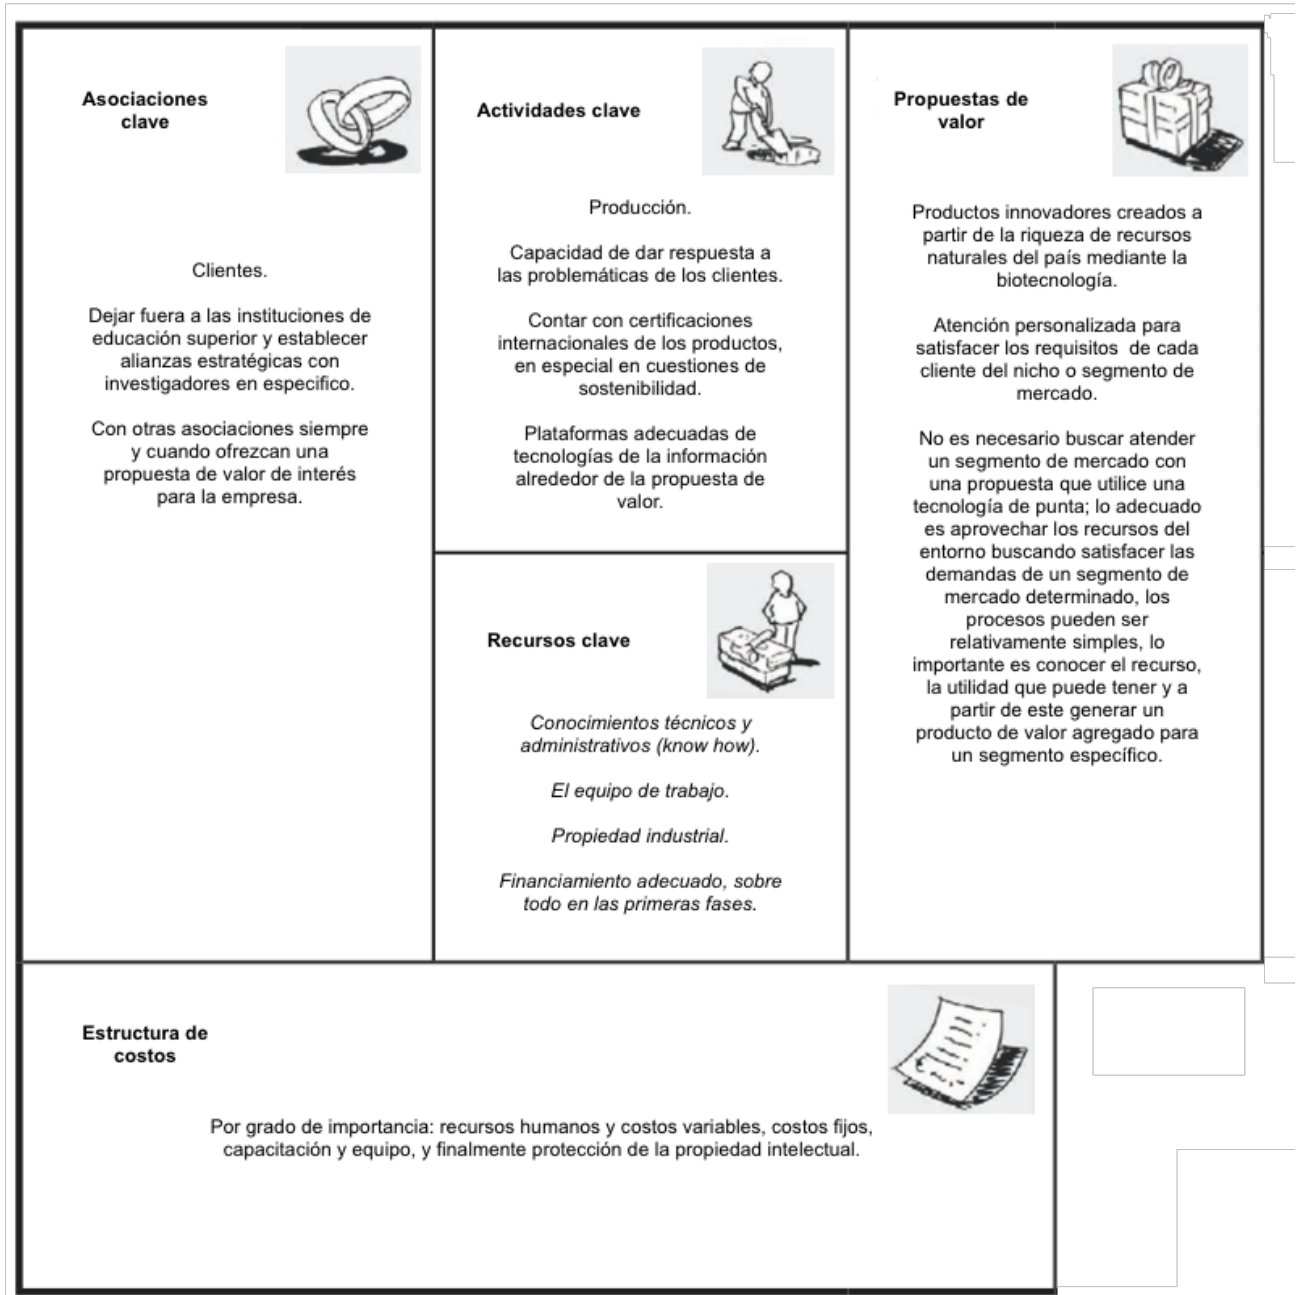 Asociaciones
clave
Clientes.
Dejar fuera a las instituciones de
educación superior y establecer
alianzas estratégicas con
investigadores en especifico.
Con otras asociaciones siempre
y cuando ofrezcan una
propuesta de valor de interés
para la empresa.
Actividades clave
Producción.
Capacidad de dar respuesta a
las problemáticas de los clientes.
Contar con certificaciones
internacionales de los productos,
en especial en cuestiones de
sostenibilidad.
Plataformas adecuadas de
tecnologías de la información
alrededor de la propuesta de
valor.
Recursos clave
Conocimientos técnicos y
administrativos (know how).
El equipo de trabajo.
Propiedad industrial.
Financiamiento adecuado, sobre
todo en las primeras fases.
Propuestas de
valor
Productos innovadores creados a
partir de la riqueza de recursos
naturales del país mediante la
biotecnología.
Atención personalizada para
satisfacer los requisitos  de cada
cliente del nicho o segmento de
mercado.
No es necesario buscar atender
un segmento de mercado con
una propuesta que utilice una
tecnología de punta; lo adecuado
es aprovechar los recursos del
entorno buscando satisfacer las
demandas de un segmento de
mercado determinado, los
procesos pueden ser
relativamente simples, lo
importante es conocer el recurso,
la utilidad que puede tener y a
partir de este generar un
producto de valor agregado para
un segmento específico.
Estructura de
costos
Por grado de importancia: recursos humanos y costos variables, costos fijos,
capacitación y equipo, y finalmente protección de la propiedad intelectual.